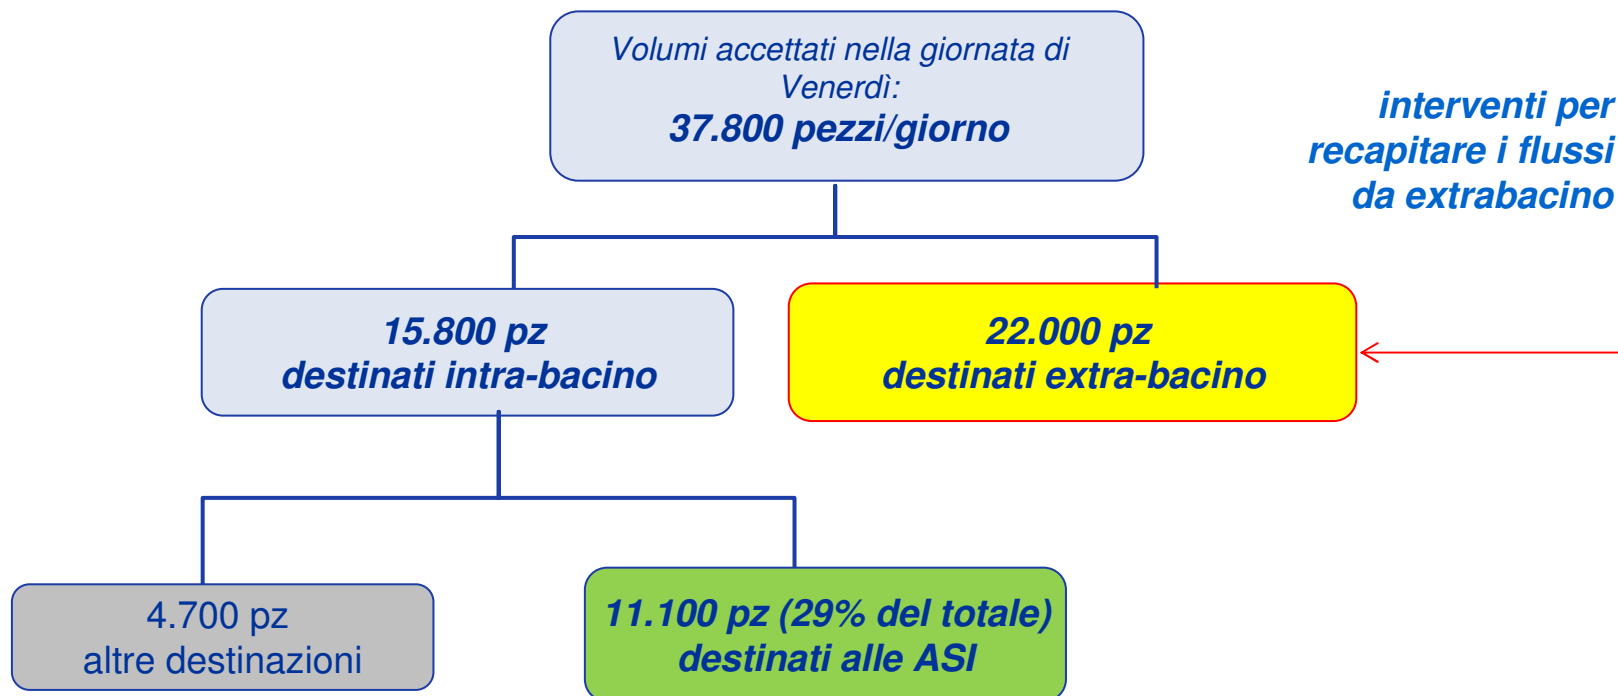 Volumi accettati nella giornata di
Venerdì:
37.800 pezzi/giorno
interventi per
recapitare i flussi
da extrabacino
15.800 pz
destinati intra-bacino
22.000 pz
destinati extra-bacino
4.700 pz
altre destinazioni
11.100 pz (29% del totale)
destinati alle ASI